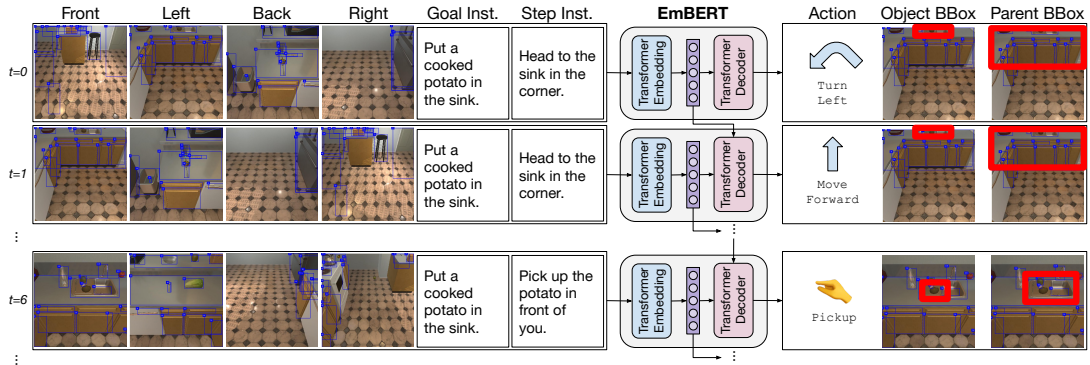 Front Left Back Right Goal Inst. Step Inst. EmBERT Action Object BBox Parent BBox
t=0
Put a
cooked
potato in
the sink.
Head to the
sink in the
corner.
Transformer
Embedding
Transformer
Decoder
Turn
Left
t=1
Put a
cooked
potato in
the sink.
Head to the
sink in the
corner.
Transformer
Embedding
Transformer
Decoder
Move
Forward
⋮
⋮
t=6
Put a
cooked
potato in
the sink.
Pick up the
potato in
front of
you.
Transformer
Embedding
Transformer
Decoder
Pickup
⋮
⋮